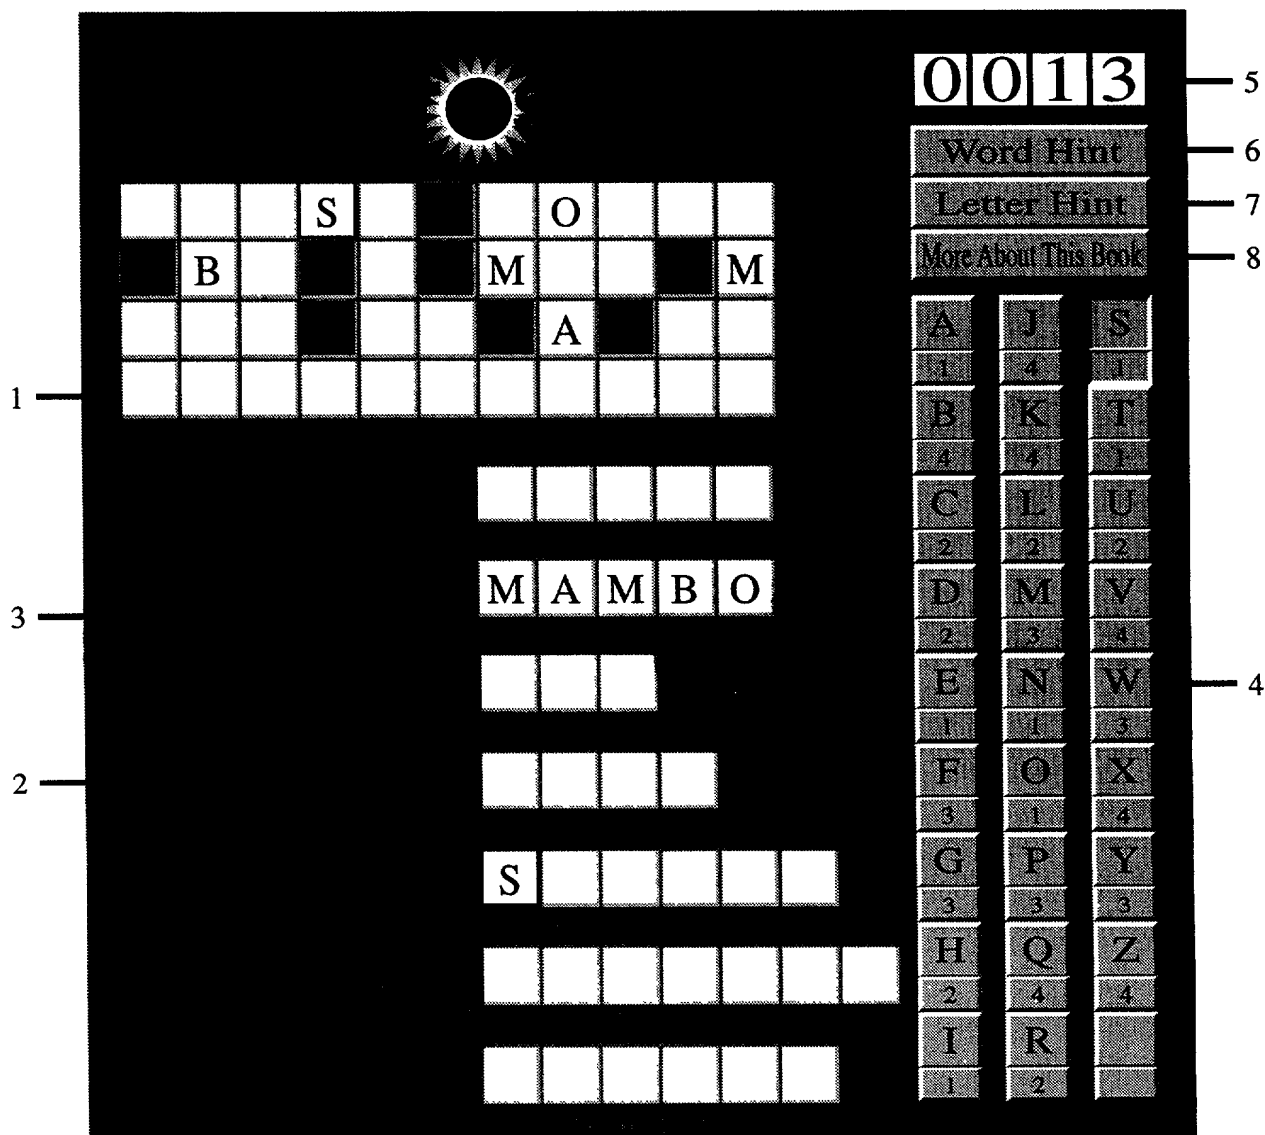 0013
5
Word Hint
6
S O
Letter Hint
7
B M M
More About This Book
8
A
A J S
1 4 1
1
B K T
4 4 1
C L U
2 2 2
MAMBO
D M V
3
2 3 4
E N W
4
1 1 3
2
F O X
3 1 4
S
G P Y
3 3 3
H Q Z
2 4 4
I R
1 2